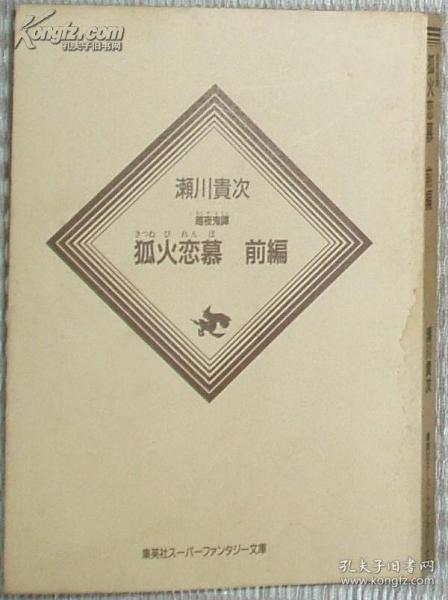 Kongfz.com
孔夫子旧书网
瀬川貴次
暗夜鬼譚
きつね び れん ぼ
狐火恋慕 前編
集英社スーパーファンタジー文庫
狐火恋慕 前編
瀬川貴次
孔夫子旧书网
www.kongfz.com